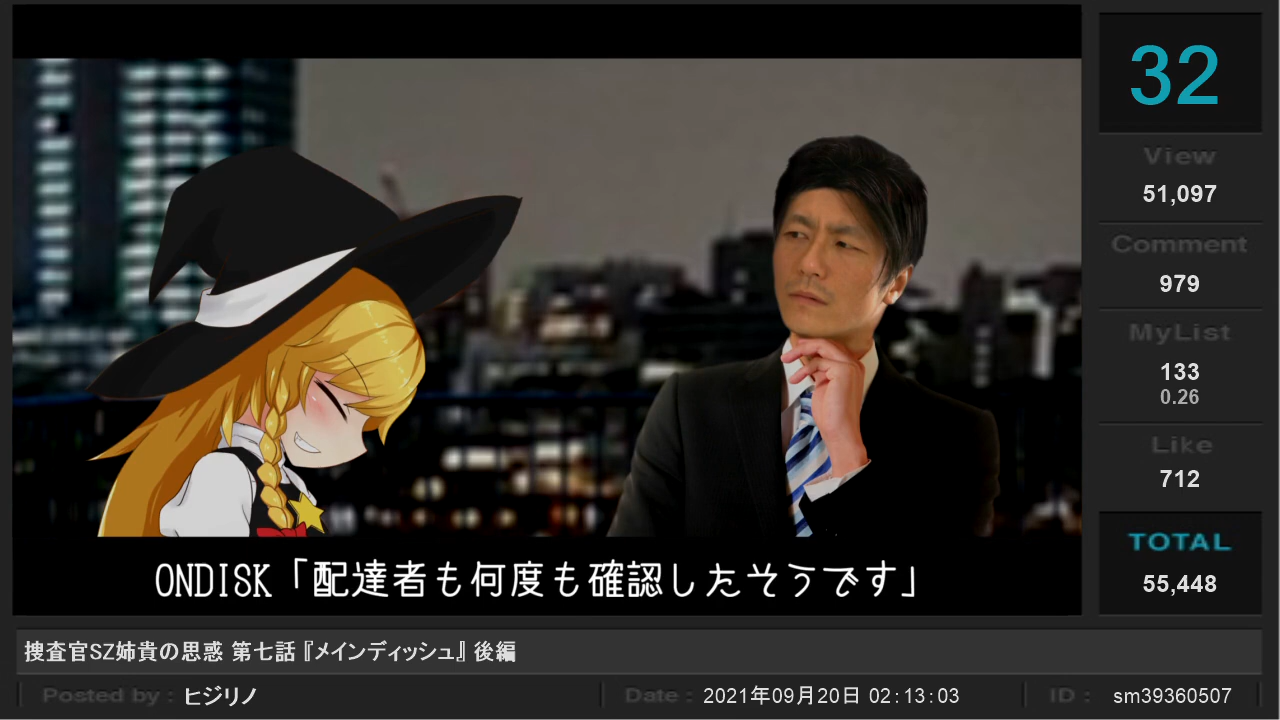 32
View
51,097
Comment
979
MyList
133
0.26
Like
712
TOTAL
55,448
ONDISK「配達者も何度も確認したそうです」
捜査官SZ姉貴の思惑 第七話『メインディッシュ』 後編
Posted by : ヒジリノ
Date : 2021年09月20日 02：13：03
ID : sm39360507